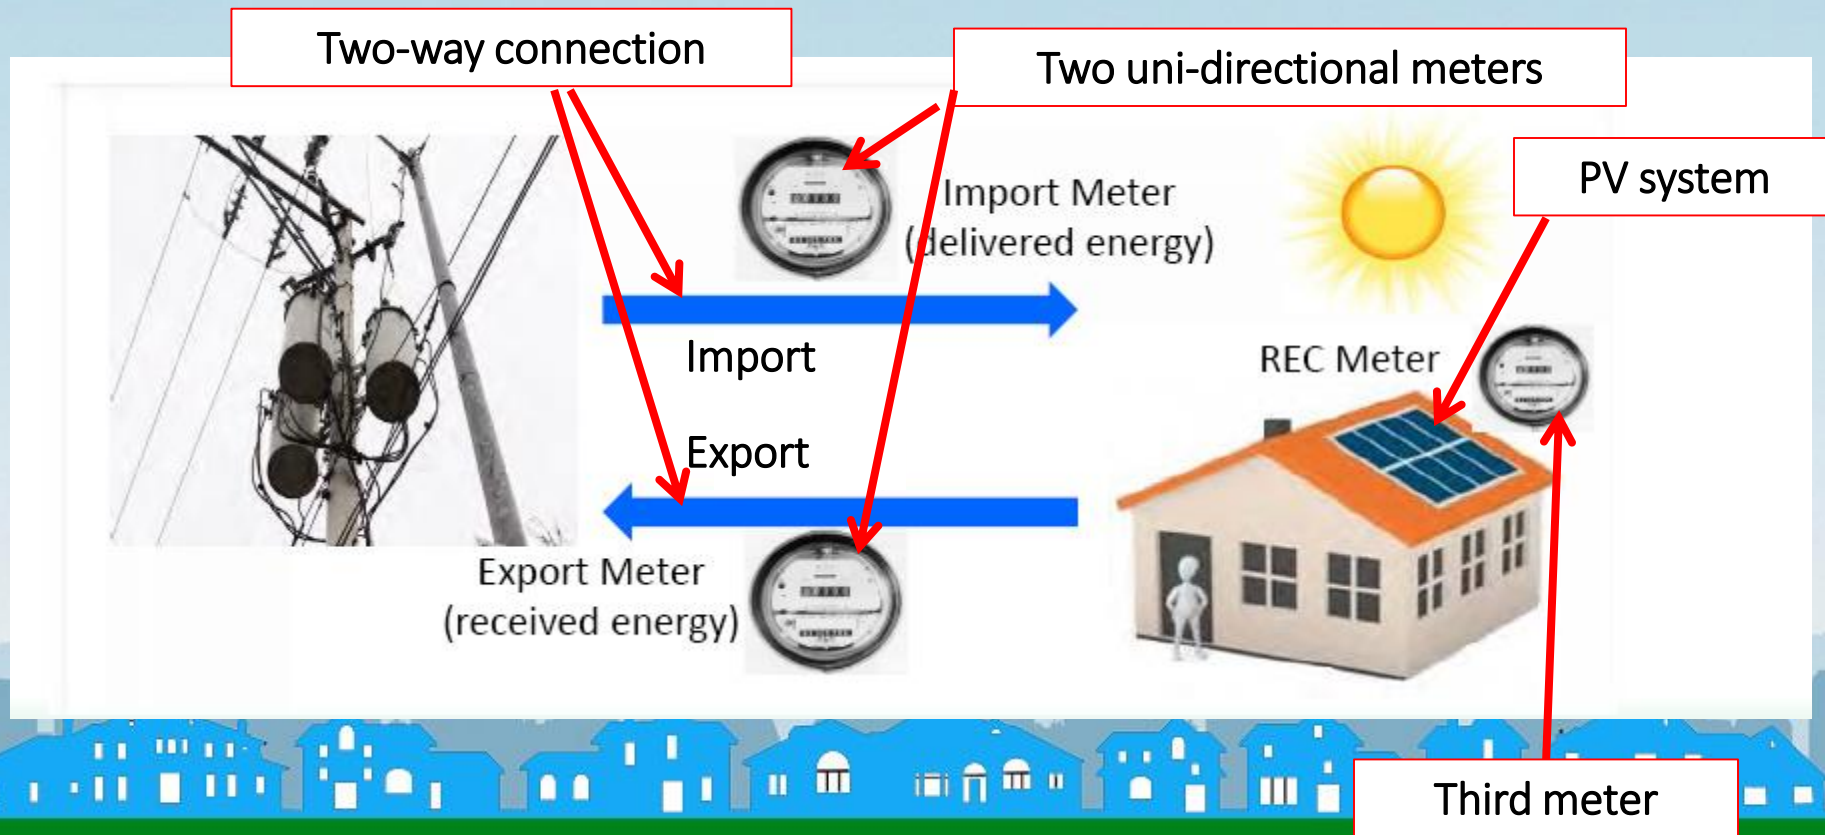 Two-way connection
Two uni-directional meters
PV system
Import Meter
(delivered energy)
Import
REC Meter
Export
Export Meter
(received energy)
Third meter